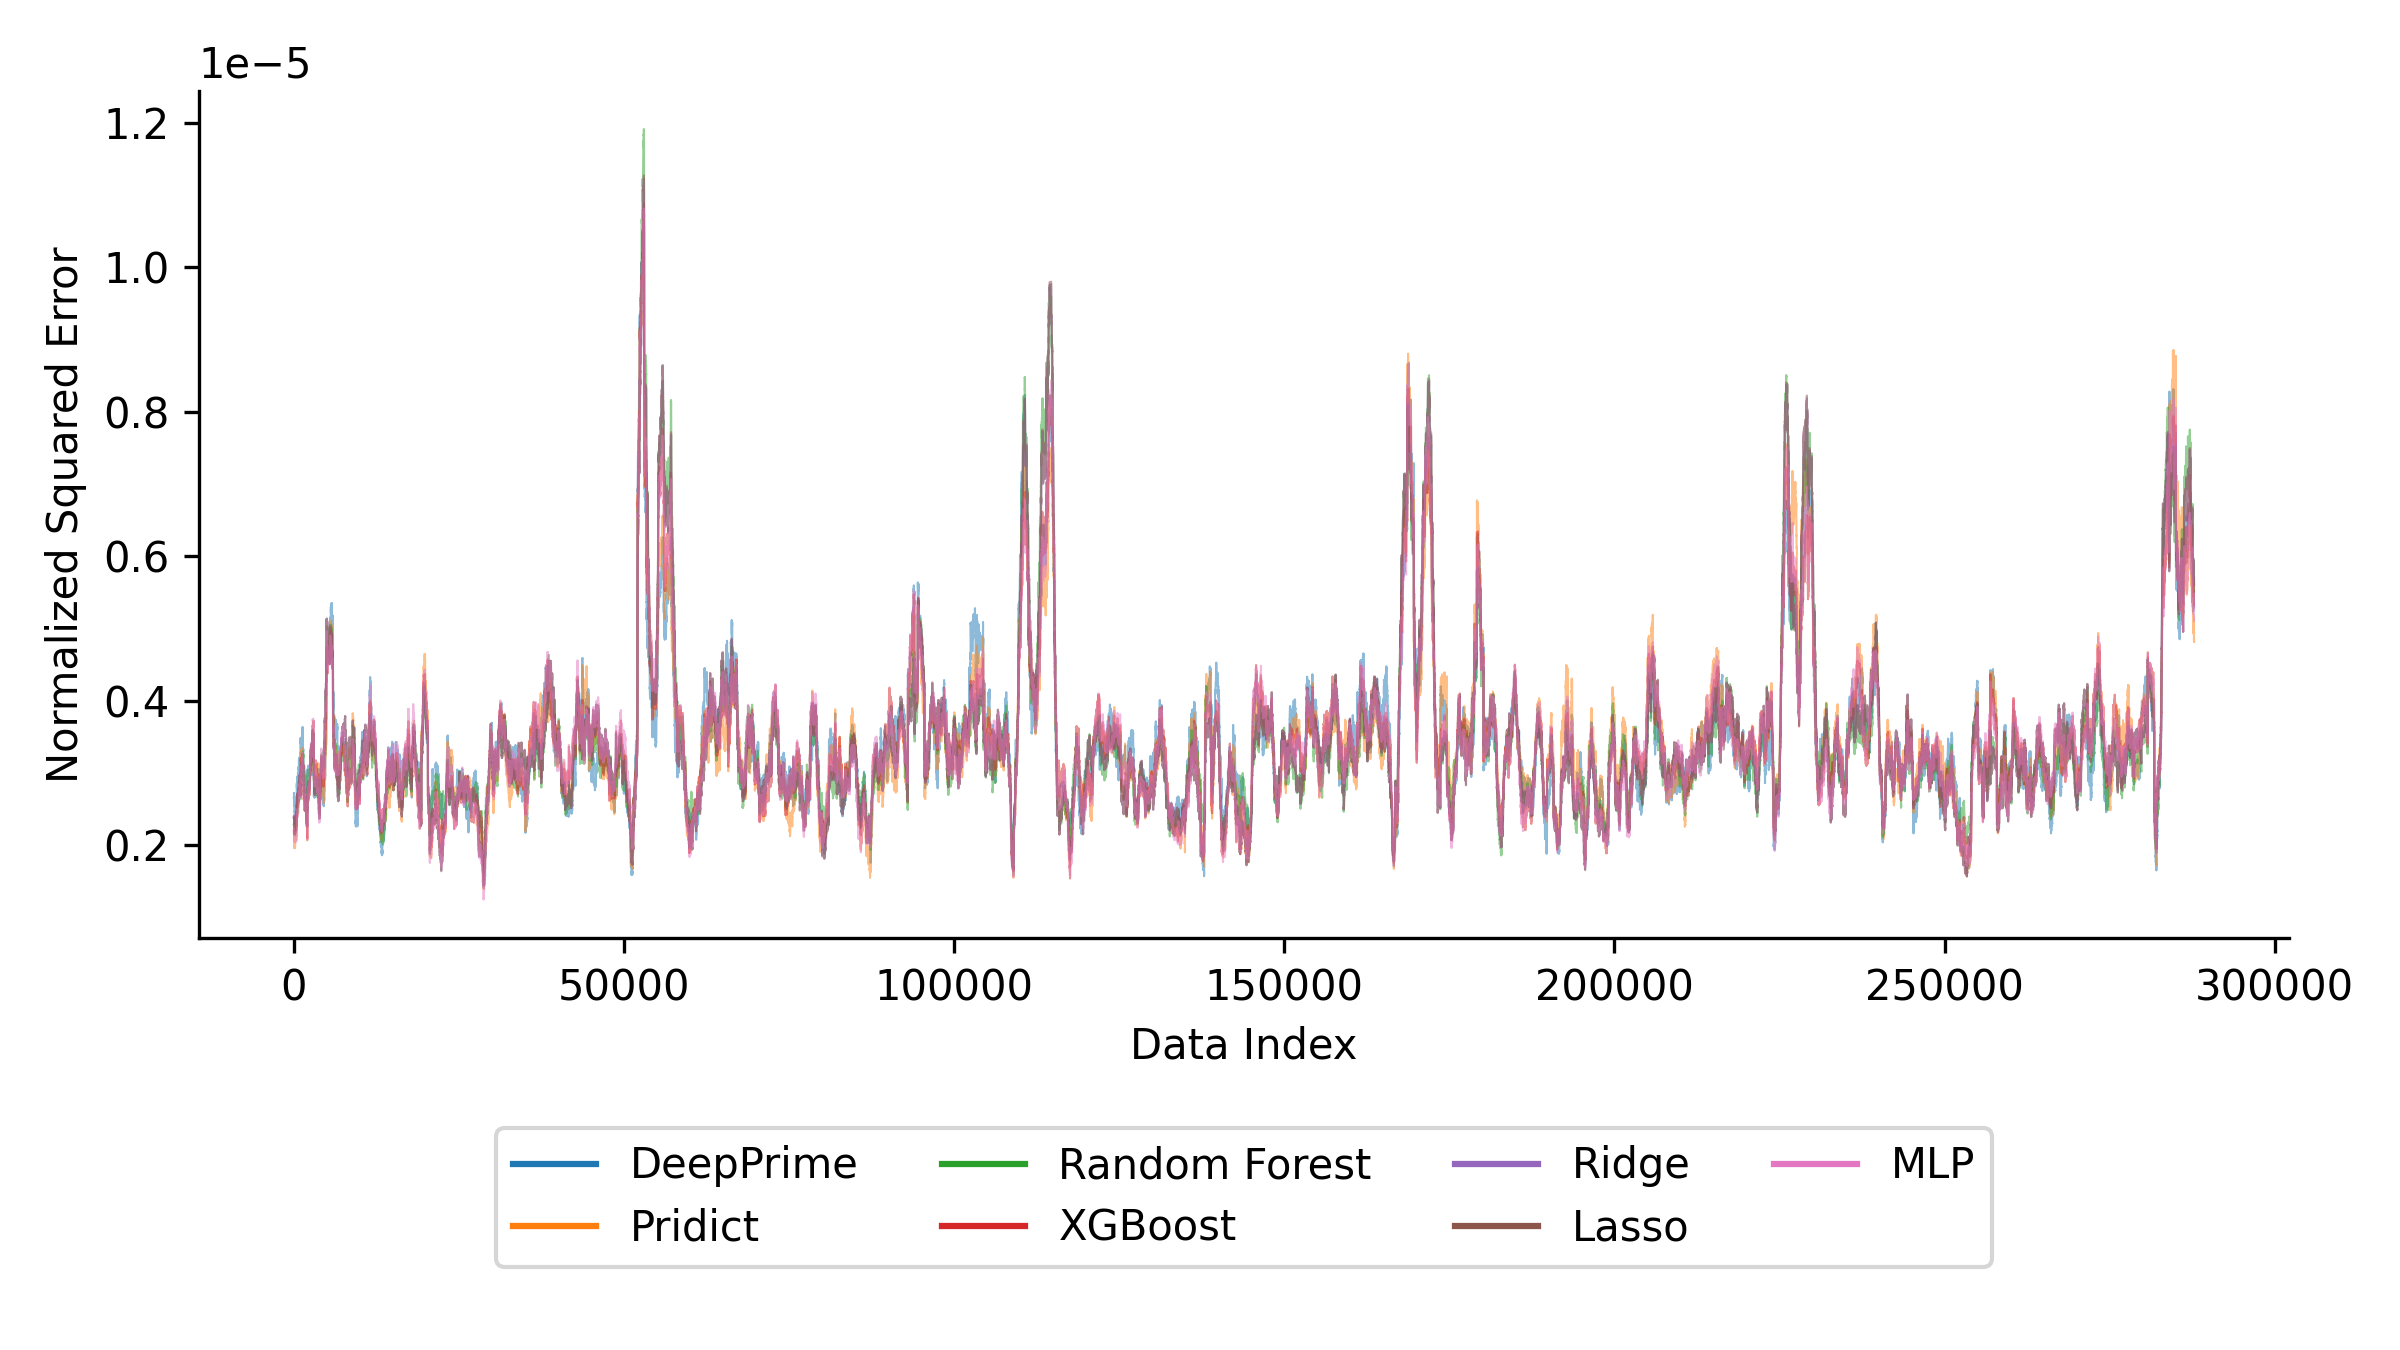 1e−5
1.2
1.0
0.8
0.6
0.4
0.2
Normalized Squared Error
0 50000 100000 150000 200000 250000 300000
Data Index
DeepPrime Random Forest Ridge MLP
Pridict XGBoost Lasso